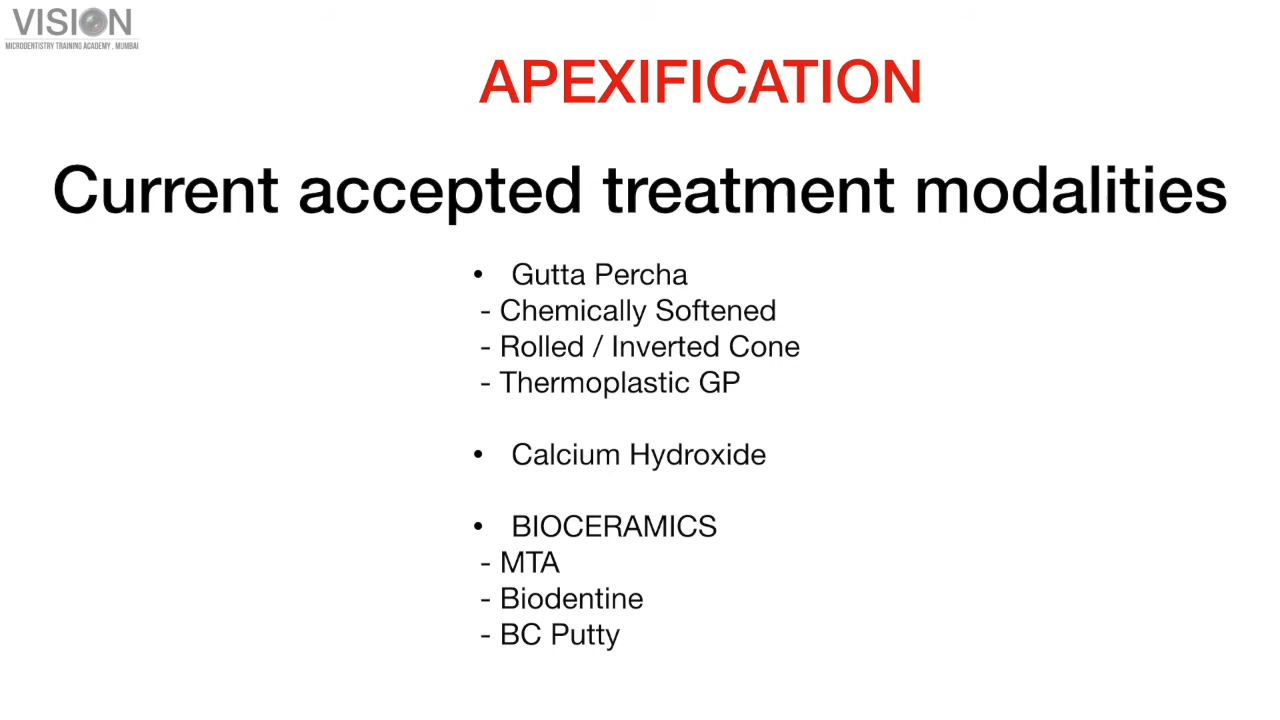 VISION
MICRODENTISTRY TRAINING ACADEMY , MUMBAI
APEXIFICATION
Current accepted treatment modalities
• Gutta Percha
- Chemically Softened
- Rolled / Inverted Cone
- Thermoplastic GP
• Calcium Hydroxide
• BIOCERAMICS
- MTA
- Biodentine
- BC Putty